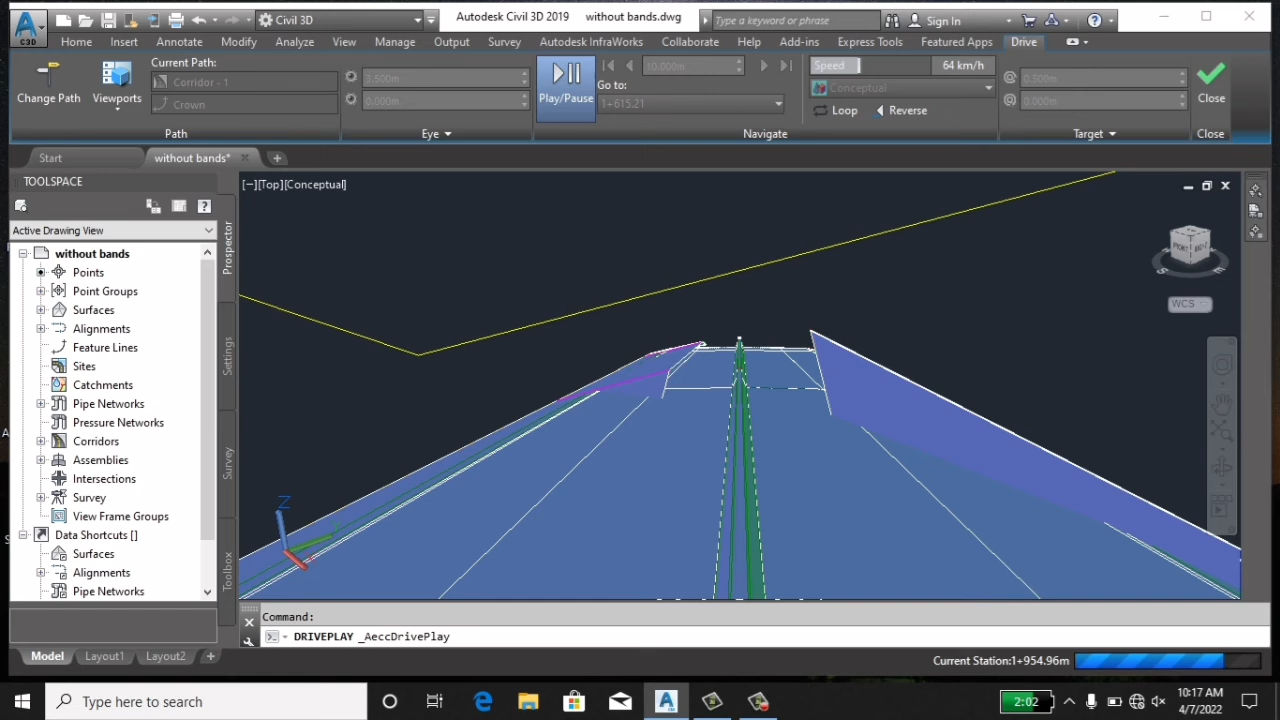 Civil 3D
Autodesk Civil 3D 2019 without bands.dwg
Type a keyword or phrase
Sign In
C3D
Home Insert Annotate Modify Analyze View Manage Output Survey Autodesk InfraWorks Collaborate Help Add-ins Express Tools Featured Apps Drive
Change Path
Viewports
Current Path:
Corridor - 1
Crown
3.500m
0.000m
Play/Pause
10.000m
Go to:
1+615.21
Speed 64 km/h
Conceptual
Loop Reverse
0.500m
0.000m
Close
Path Eye Navigate Target Close
Start without bands*
TOOLSPACE
Active Drawing View
without bands
Points
Point Groups
Surfaces
Alignments
Feature Lines
Sites
Catchments
Pipe Networks
Pressure Networks
Corridors
Assemblies
Intersections
Survey
View Frame Groups
Data Shortcuts []
Surfaces
Alignments
Pipe Networks
Prospector
Settings
Survey
Toolbox
[−][Top][Conceptual]
FRONT
S E
WCS
Z
Command:
DRIVEPLAY _AeccDrivePlay
Model Layout1 Layout2
Current Station:1+954.96m
Type here to search
2:02
10:17 AM
4/7/2022